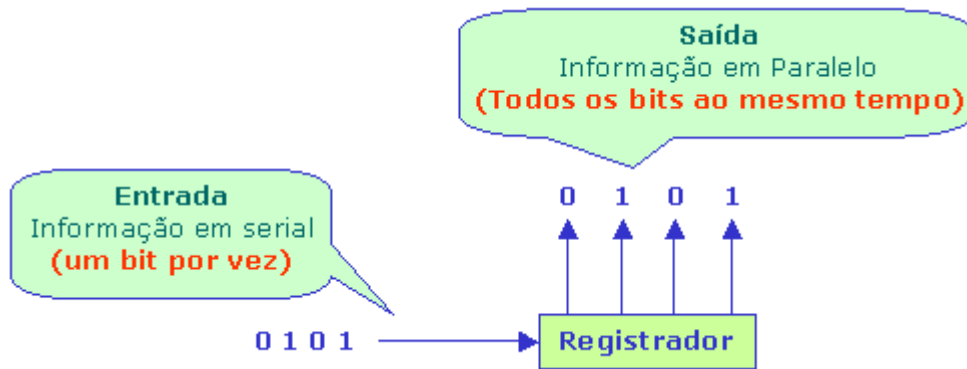 Saída
Informação em Paralelo
(Todos os bits ao mesmo tempo)
Entrada
Informação em serial
(um bit por vez)
0 1 0 1
0 1 0 1
Registrador